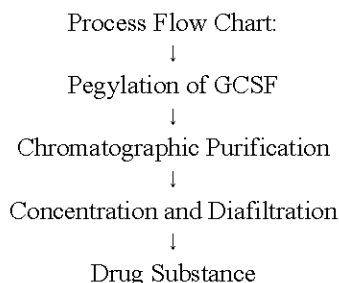 Process Flow Chart:
↓
Pegylation of GCSF
↓
Chromatographic Purification
↓
Concentration and Diafiltration
↓
Drug Substance